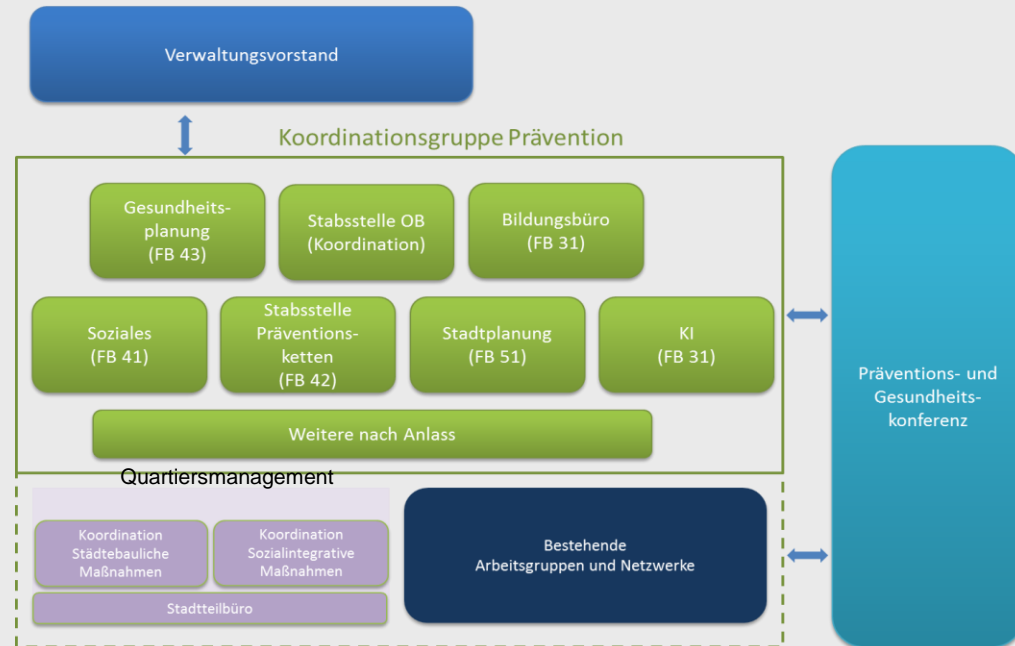 Verwaltungsvorstand
Koordinationsgruppe Prävention
Gesundheits-
planung
(FB 43)
Stabsstelle OB
(Koordination)
Bildungsbüro
(FB 31)
Soziales
(FB 41)
Stabsstelle
Präventions-
ketten
(FB 42)
Stadtplanung
(FB 51)
KI
(FB 31)
Weitere nach Anlass
Präventions- und
Gesundheits-
konferenz
Quartiersmanagement
Koordination
Städtebauliche
Maßnahmen
Koordination
Sozialintegrative
Maßnahmen
Stadtteilbüro
Bestehende
Arbeitsgruppen und Netzwerke